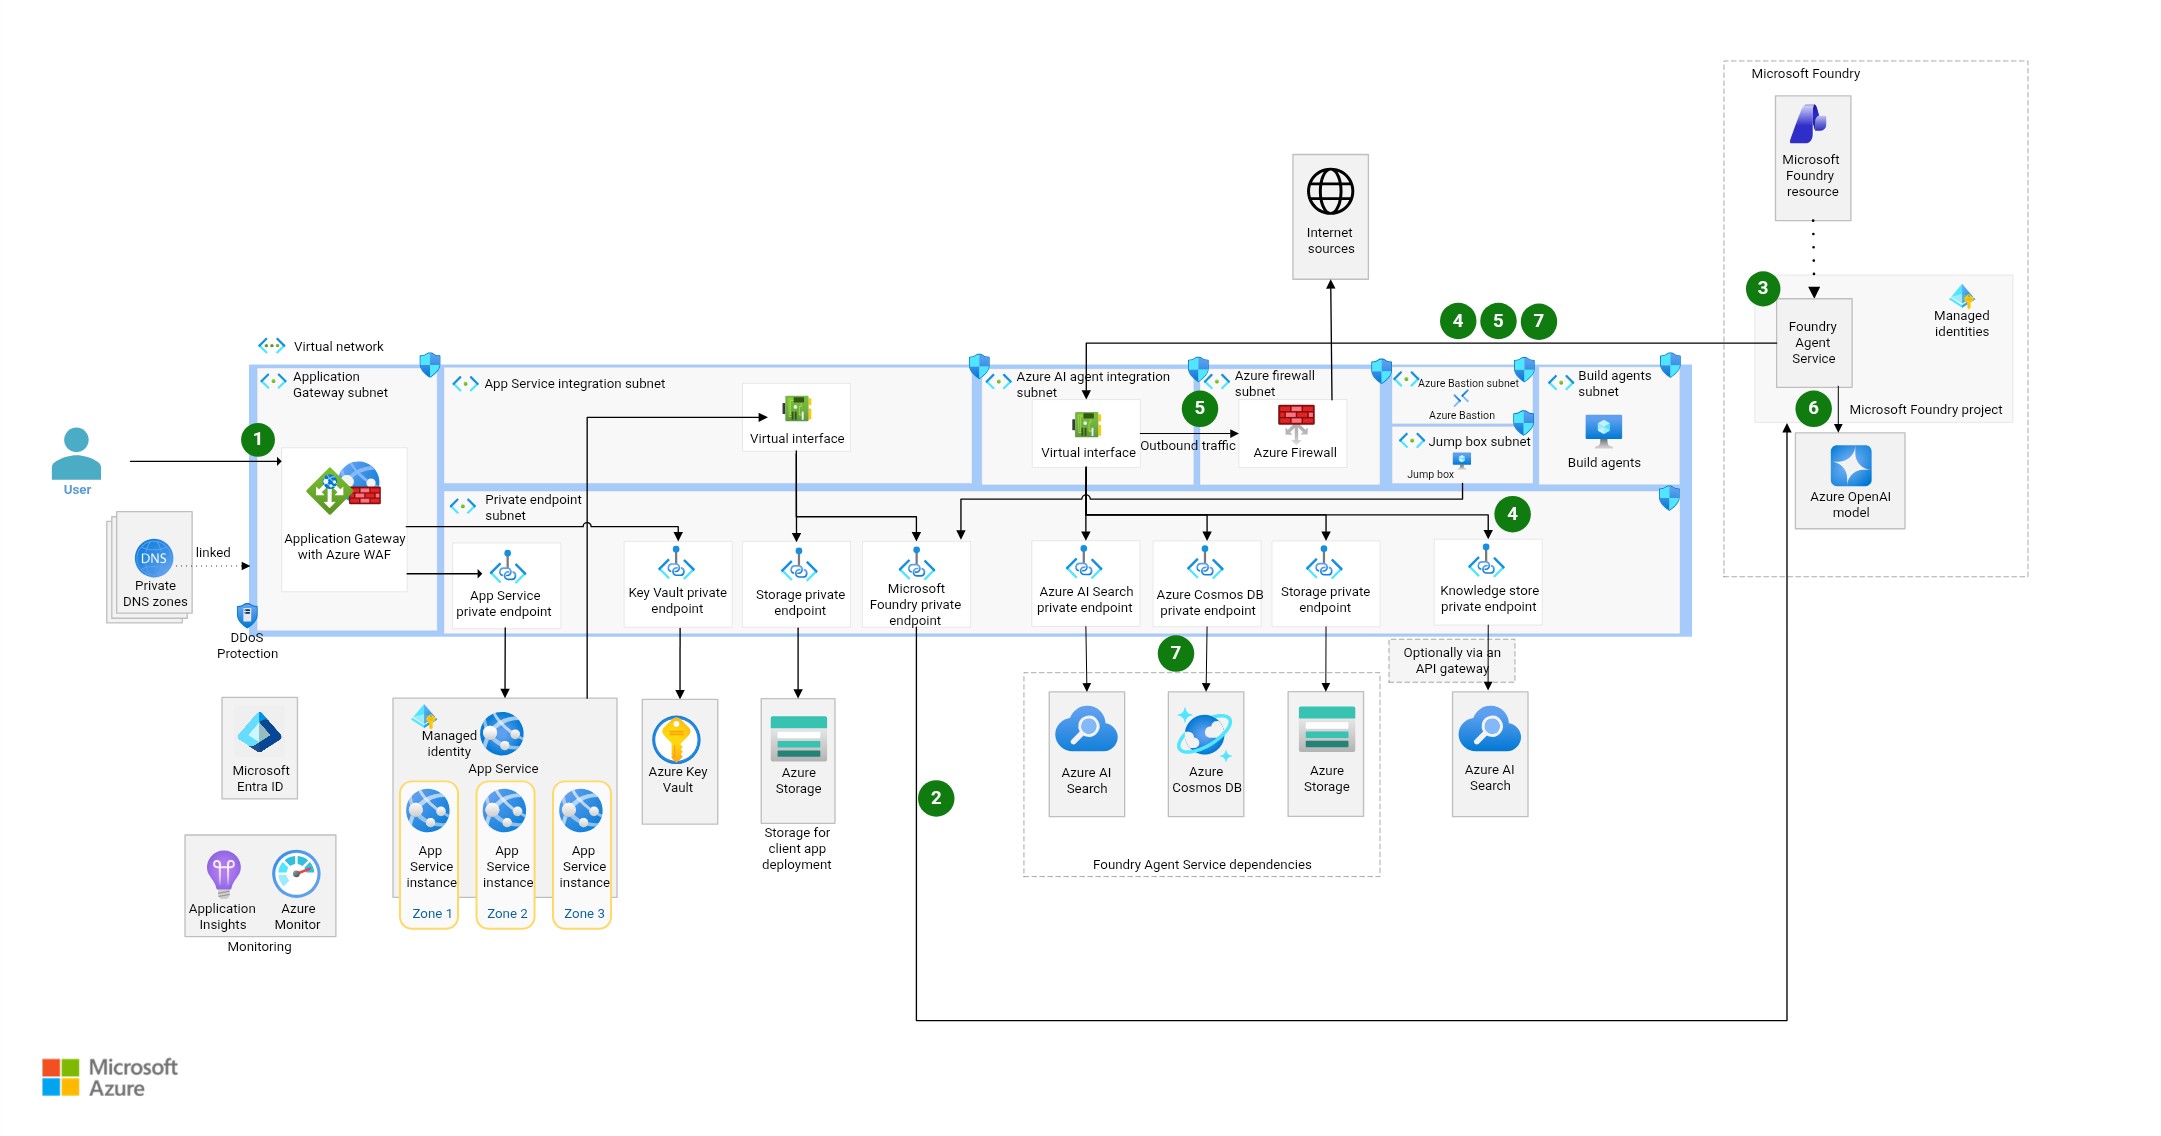 Microsoft Foundry
Microsoft
Foundry
resource
Internet
sources
3
Managed
identities
4
5
7
Foundry
Agent
Service
Virtual network
Application
Gateway subnet
App Service integration subnet
Azure AI agent integration
subnet
Azure firewall
subnet
Azure Bastion subnet
Azure Bastion
Build agents
subnet
5
6
Microsoft Foundry project
1
Virtual interface
Virtual interface
Outbound traffic
Azure Firewall
Jump box subnet
Jump box
Build agents
User
Azure OpenAI
model
Private endpoint
subnet
4
Application Gateway
with Azure WAF
linked
DNS
Private
DNS zones
App Service
private endpoint
Key Vault private
endpoint
Storage private
endpoint
Microsoft
Foundry private
endpoint
Azure AI Search
private endpoint
Azure Cosmos DB
private endpoint
Storage private
endpoint
Knowledge store
private endpoint
DDoS
Protection
7
Optionally via an
API gateway
Microsoft
Entra ID
Managed
identity
App Service
Azure Key
Vault
Azure
Storage
Storage for
client app
deployment
2
Azure AI
Search
Azure
Cosmos DB
Azure
Storage
Azure AI
Search
Foundry Agent Service dependencies
App
Service
instance
Zone 1
App
Service
instance
Zone 2
App
Service
instance
Zone 3
Application
Insights
Azure
Monitor
Monitoring
Microsoft
Azure